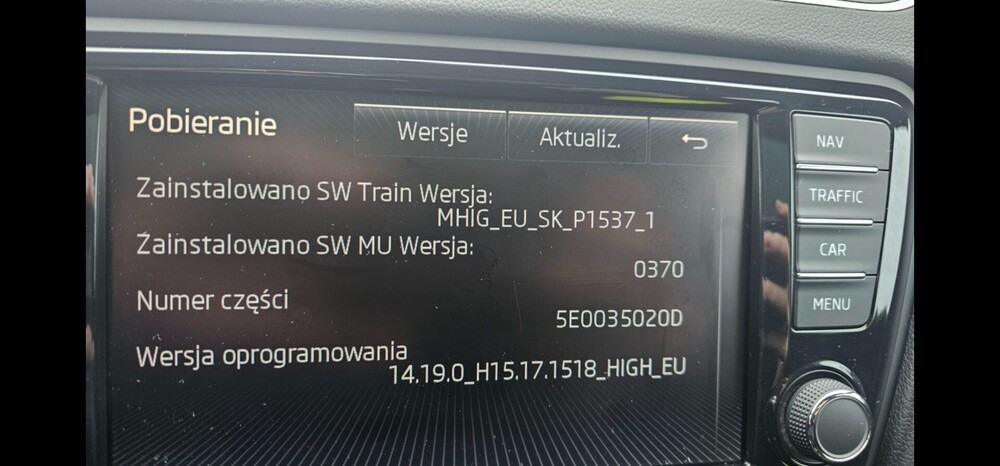 Pobieranie
Wersje
Aktualiz.
Zainstalowano SW Train Wersja:
MHIG_EU_SK_P1537_1
Zainstalowano SW MU Wersja:
0370
Numer części
5E0035020D
Wersja oprogramowania
14.19.0_H15.17.1518_HIGH_EU
NAV
TRAFFIC
CAR
MENU